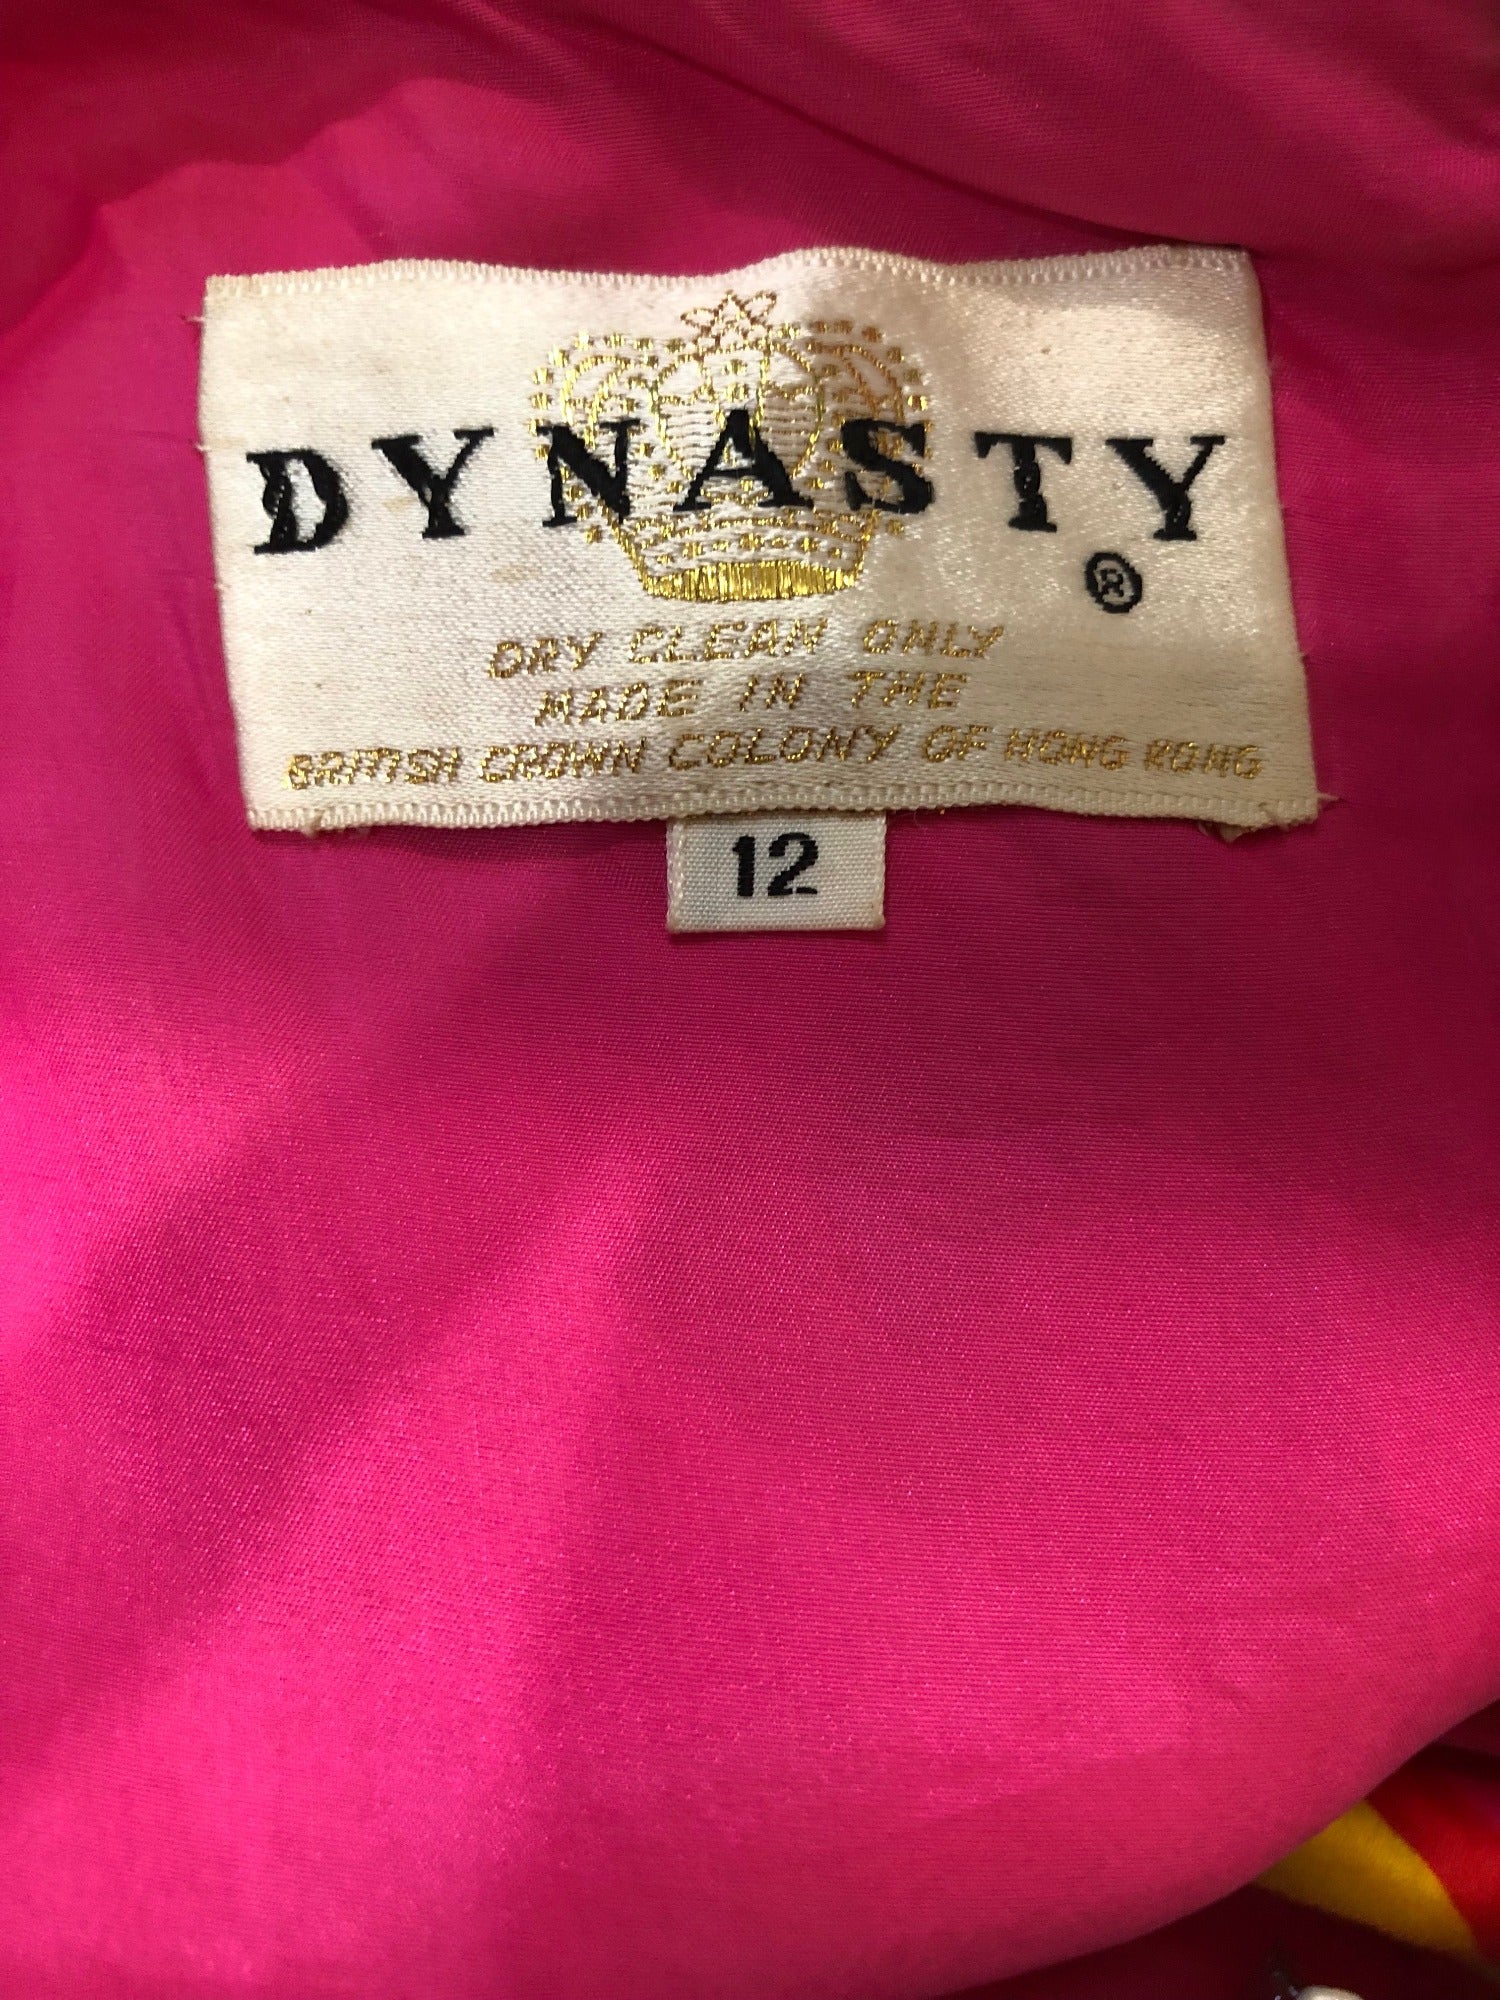 DYNASTY
®
DRY CLEAN ONLY
MADE IN THE
BRITISH CROWN COLONY OF HONG KONG
12